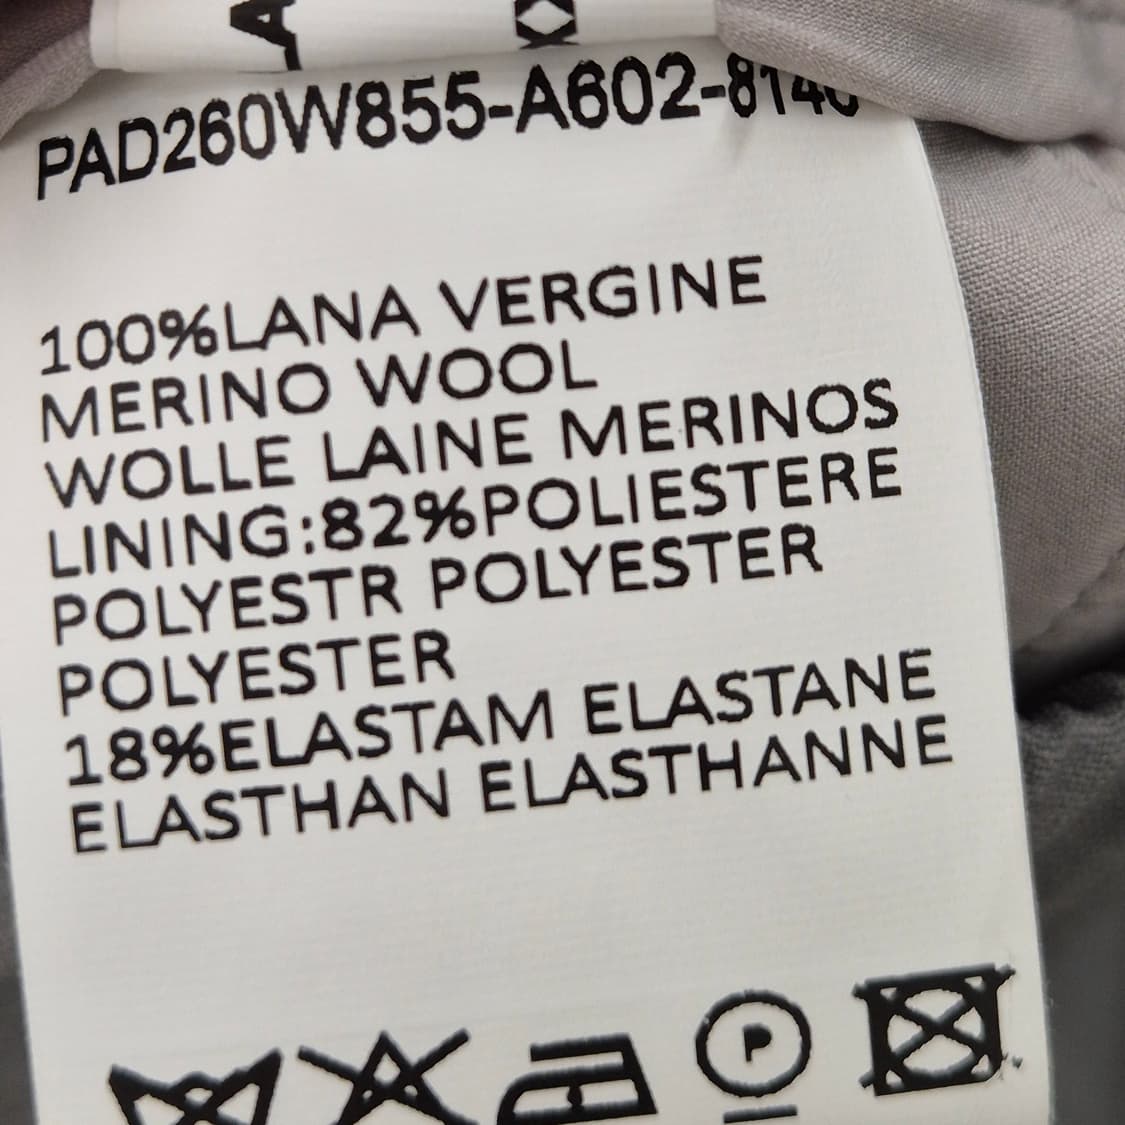 PAD260W855-A602-8140
100%LANA VERGINE
MERINO WOOL
WOLLE LAINE MERINOS
LINING:82%POLIESTERE
POLYESTR POLYESTER
POLYESTER
18%ELASTAM ELASTANE
ELASTHAN ELASTHANNE
P